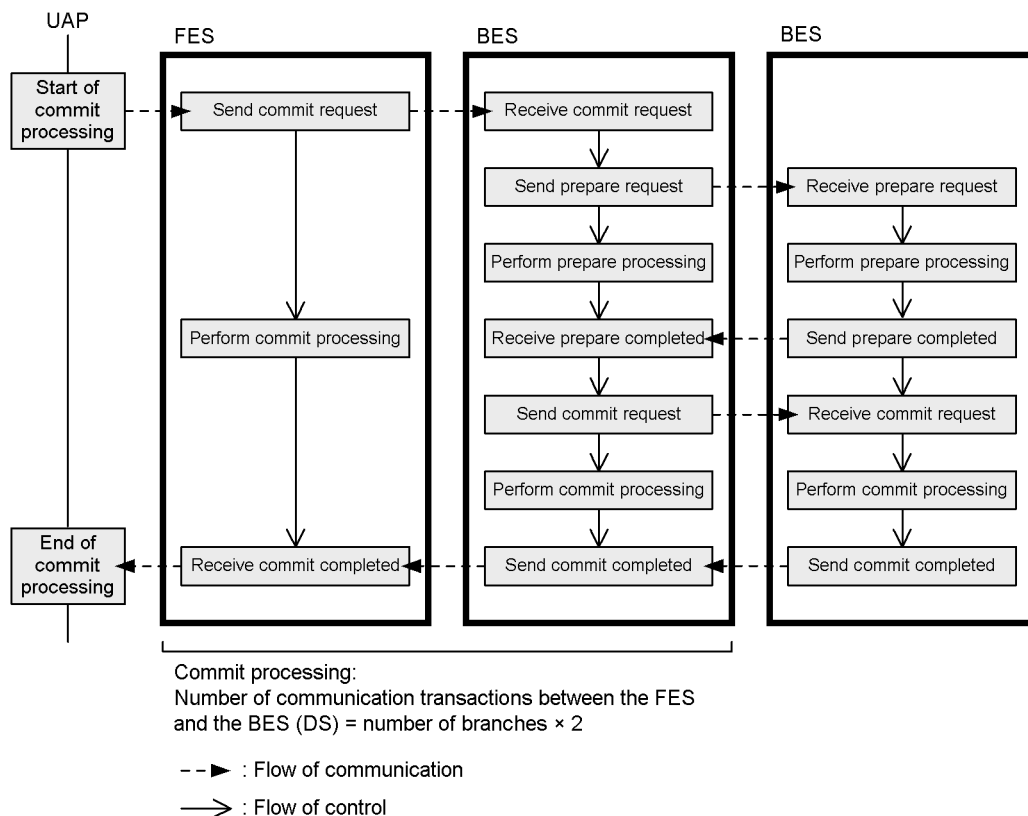 UAP
FES
BES
BES
Start of
commit
processing
Send commit request
Receive commit request
Send prepare request
Receive prepare request
Perform prepare processing
Perform prepare processing
Perform commit processing
Receive prepare completed
Send prepare completed
Send commit request
Receive commit request
Perform commit processing
Perform commit processing
End of
commit
processing
Receive commit completed
Send commit completed
Send commit completed
Commit processing:
Number of communication transactions between the FES
and the BES (DS) = number of branches × 2
: Flow of communication
: Flow of control